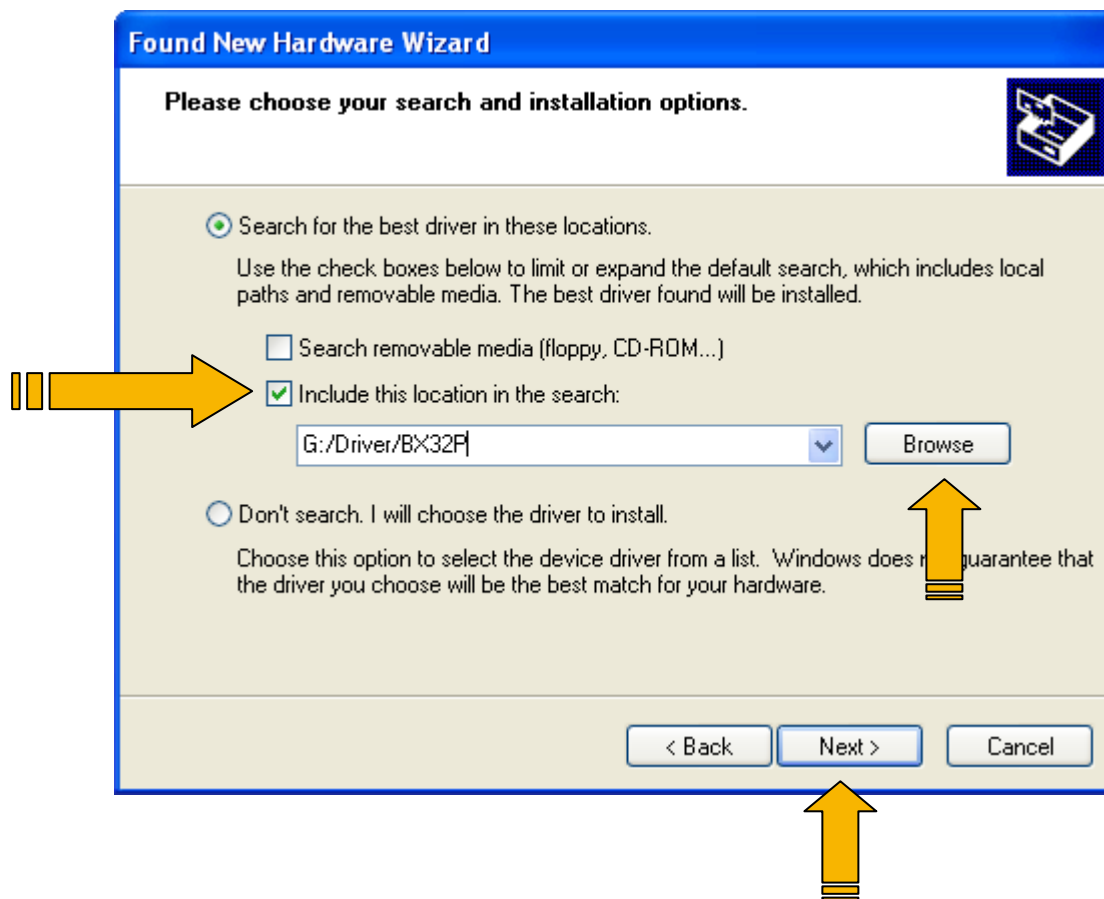 Found New Hardware Wizard
Please choose your search and installation options.
Search for the best driver in these locations.
Use the check boxes below to limit or expand the default search, which includes local
paths and removable media. The best driver found will be installed.
Search removable media (floppy, CD-ROM...)
Include this location in the search:
G:/Driver/BX32P
Browse
Don't search. I will choose the driver to install.
Choose this option to select the device driver from a list. Windows does guarantee that
the driver you choose will be the best match for your hardware.
< Back
Next >
Cancel